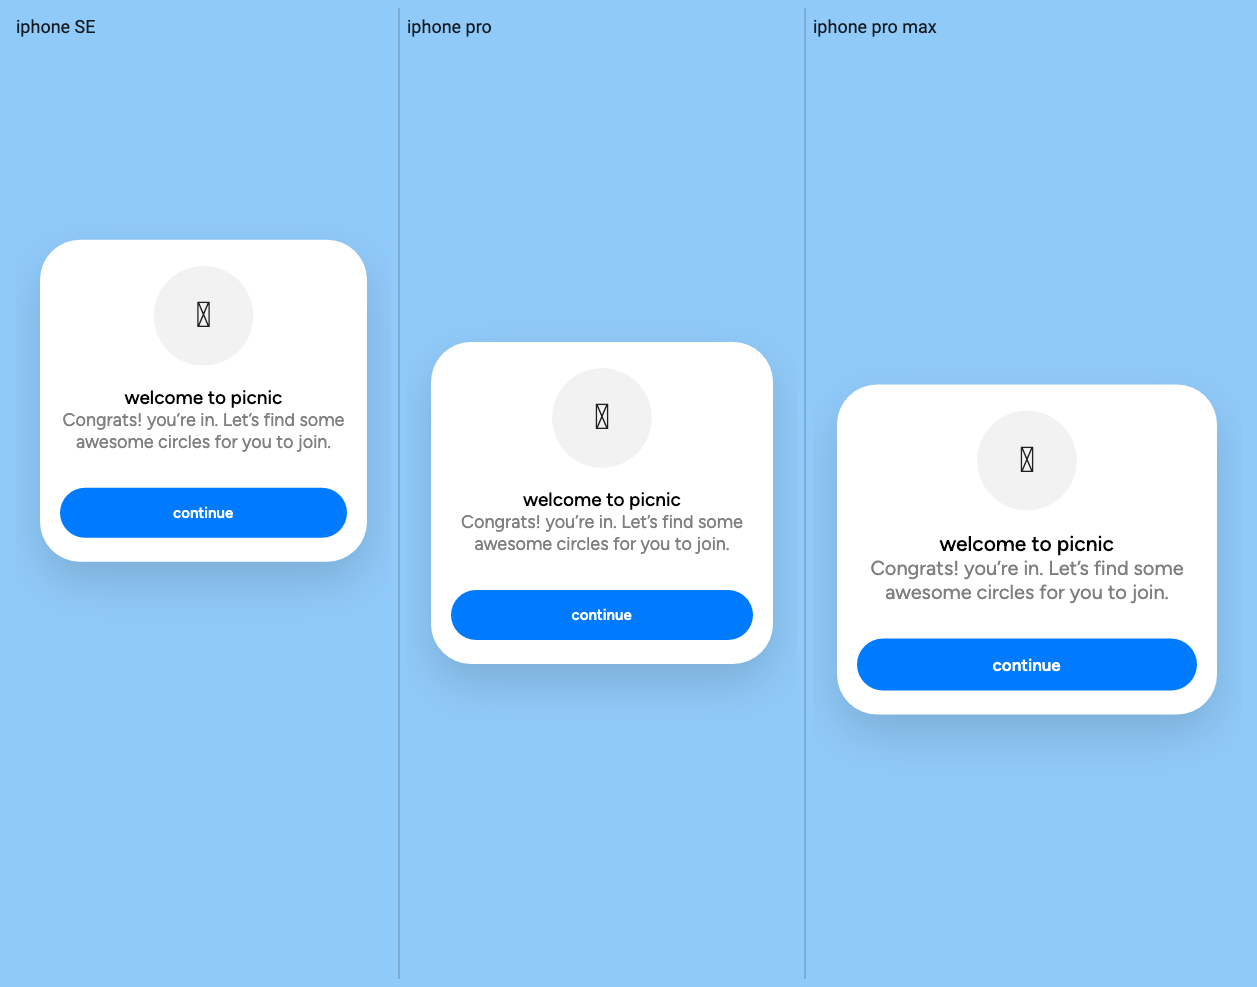 iphone SE
iphone pro
iphone pro max
welcome to picnic
Congrats! you’re in. Let’s find some
awesome circles for you to join.
continue
welcome to picnic
Congrats! you’re in. Let’s find some
awesome circles for you to join.
continue
welcome to picnic
Congrats! you’re in. Let’s find some
awesome circles for you to join.
continue